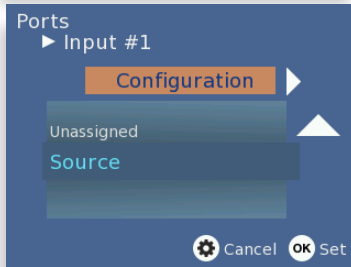 Ports
Input #1
Configuration
Unassigned
Source
Cancel OK Set